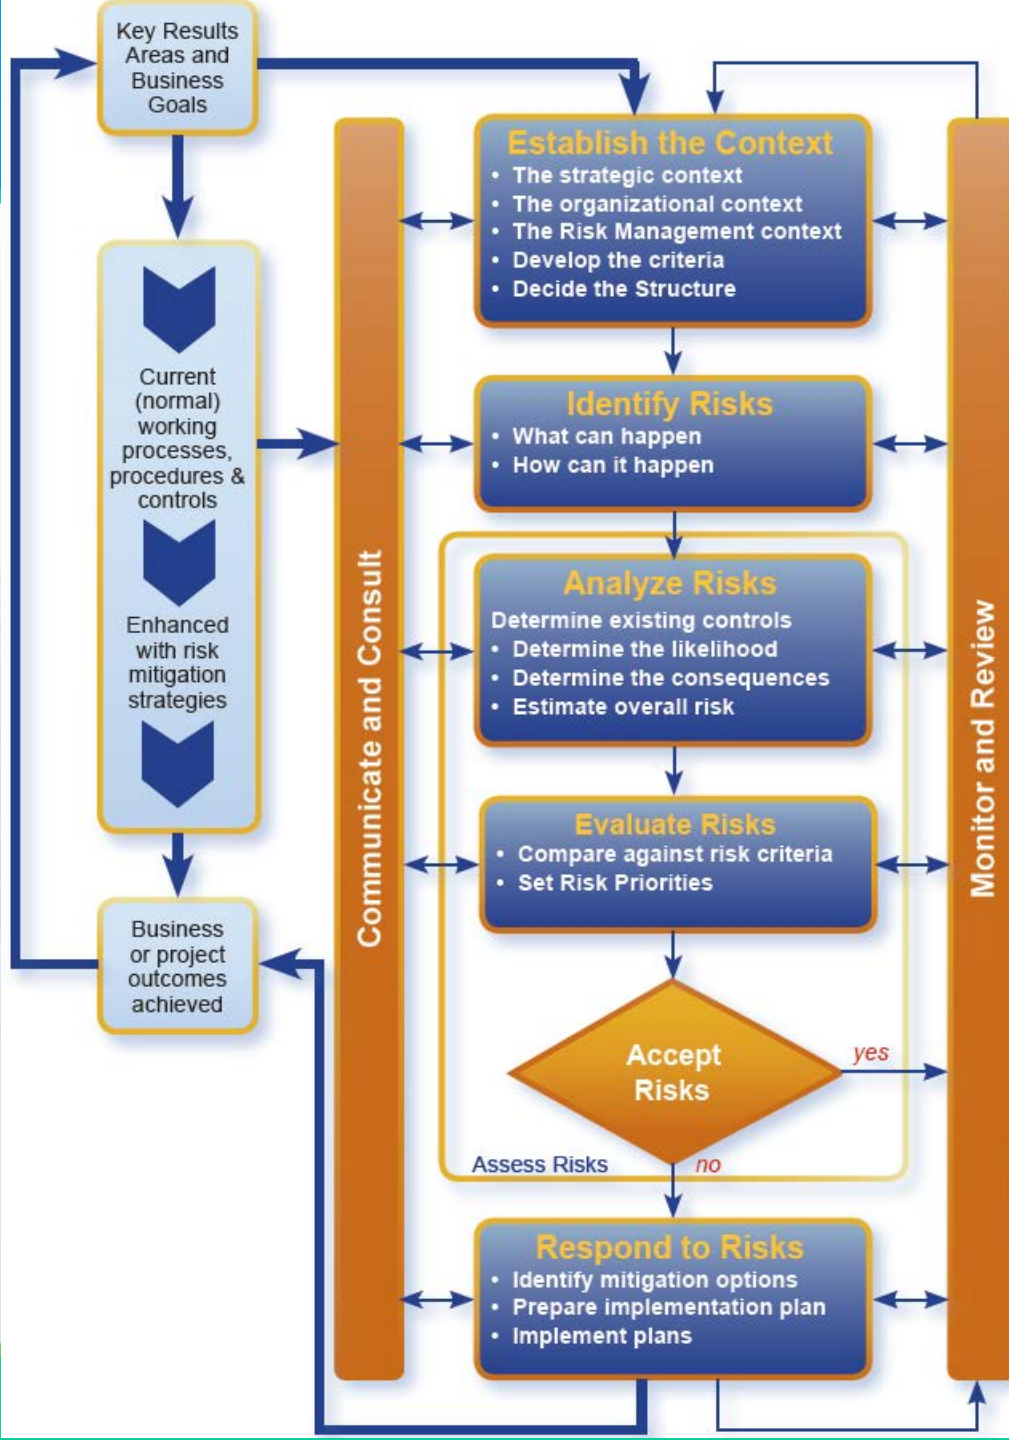 Key Results
Areas and
Business
Goals
Current
(normal)
working
processes,
procedures &
controls
Enhanced
with risk
mitigation
strategies
Business
or project
outcomes
achieved
Communicate and Consult
Establish the Context
• The strategic context
• The organizational context
• The Risk Management context
• Develop the criteria
• Decide the Structure
Identify Risks
• What can happen
• How can it happen
Analyze Risks
Determine existing controls
• Determine the likelihood
• Determine the consequences
• Estimate overall risk
Evaluate Risks
• Compare against risk criteria
• Set Risk Priorities
Accept
Risks
yes
Assess Risks
no
Respond to Risks
• Identify mitigation options
• Prepare implementation plan
• Implement plans
Monitor and Review